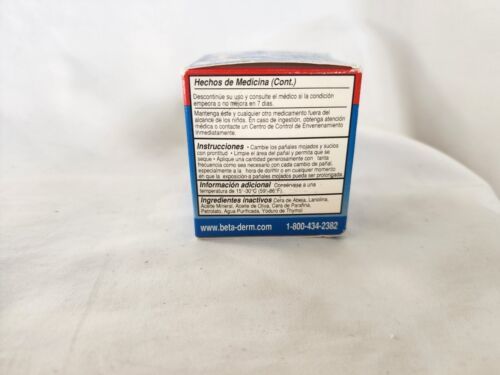 Hechos de Medicina (Cont.)
Descontinúe su uso y consulte el médico si la condición
empeora o no mejora en 7 días.
Mantenga éste y cualquier otro medicamento fuera del
alcance de los niños. En caso de ingestión, obtenga atención
médica o contacte un Centro de Control de Envenenamiento
inmediatamente.
Instrucciones • Cambie los pañales mojados y sucios
con prontitud • Limpie el área del pañal y permita que se
seque • Aplique una cantidad generosamente con tanta
frecuencia como sea necesario con cada cambio de pañal,
especialmente a la hora de dormir o en cualquier momento
en que la exposición a pañales mojados pueda ser prolongada.
Información adicional Consérvese a una
temperatura de 15°-30°C (59°-86°F).
Ingredientes inactivos Cera de Abeja, Lanolina,
Aceite Mineral, Aceite de Oliva, Cera de Parafina,
Petrolato, Agua Purificada, Yoduro de Thymol
www.beta-derm.com 1-800-434-2382